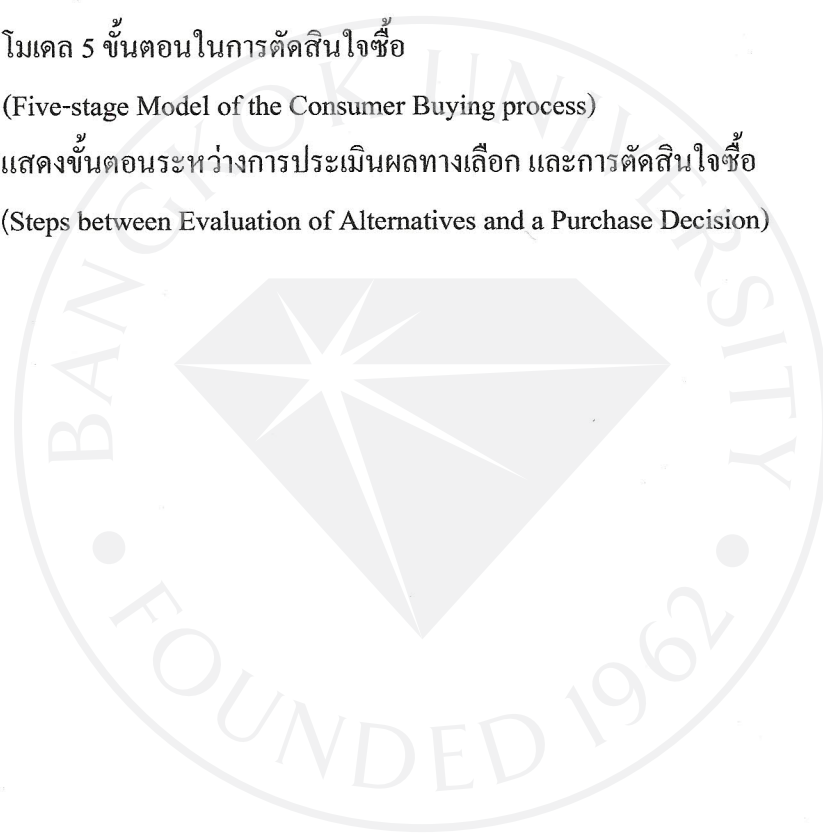 โมเดล 5 ขั้นตอนในการตัดสินใจซื้อ
(Five-stage Model of the Consumer Buying process)
แสดงขั้นตอนระหว่างการประเมินผลทางเลือก และการตัดสินใจซื้อ
(Steps between Evaluation of Alternatives and a Purchase Decision)
BANGKOK UNIVERSITY
FOUNDED 1962